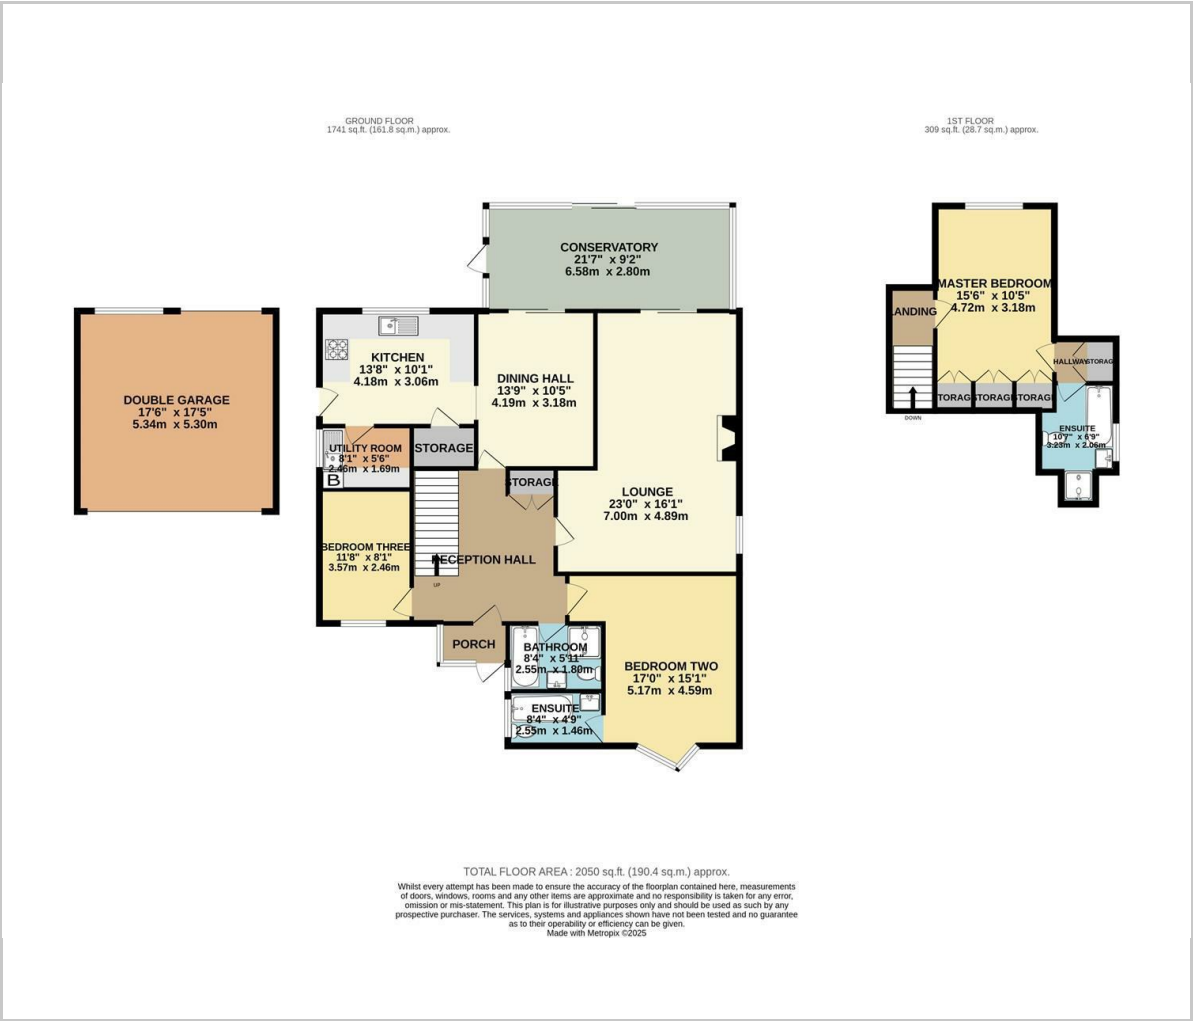 GROUND FLOOR
1741 sq.ft. (161.8 sq.m.) approx.
1ST FLOOR
309 sq.ft. (28.7 sq.m.) approx.
CONSERVATORY
21'7" x 9'2"
6.58m x 2.80m
MASTER BEDROOM
15'6" x 10'5"
4.72m x 3.18m
LANDING
HALLWAY
STORAGE
STORAGE
STORAGE
STORAGE
DOWN
ENSUITE
10'7" x 6'9"
3.23m x 2.06m
DOUBLE GARAGE
17'6" x 17'5"
5.34m x 5.30m
KITCHEN
13'8" x 10'1"
4.18m x 3.06m
DINING HALL
13'9" x 10'5"
4.19m x 3.18m
UTILITY ROOM
8'1" x 5'6"
2.46m x 1.69m
B
STORAGE
STORAGE
LOUNGE
23'0" x 16'1"
7.00m x 4.89m
BEDROOM THREE
11'8" x 8'1"
3.57m x 2.46m
RECEPTION HALL
UP
PORCH
BATHROOM
8'4" x 5'11"
2.55m x 1.80m
BEDROOM TWO
17'0" x 15'1"
5.17m x 4.59m
ENSUITE
8'4" x 4'9"
2.55m x 1.46m
TOTAL FLOOR AREA : 2050 sq.ft. (190.4 sq.m.) approx.
Whilst every attempt has been made to ensure the accuracy of the floorplan contained here, measurements
of doors, windows, rooms and any other items are approximate and no responsibility is taken for any error,
omission or mis-statement. This plan is for illustrative purposes only and should be used as such by any
prospective purchaser. The services, systems and appliances shown have not been tested and no guarantee
as to their operability or efficiency can be given.
Made with Metropix ©2025